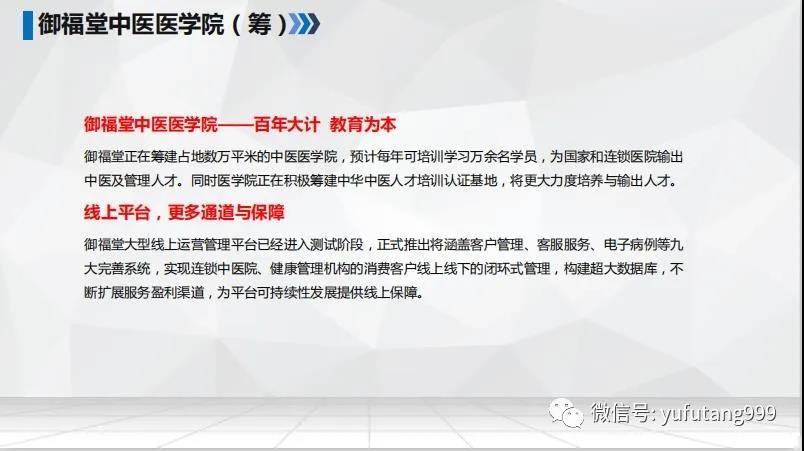 御福堂中医医学院（筹）
御福堂中医医学院——百年大计 教育为本
御福堂正在筹建占地数万平米的中医医学院，预计每年可培训学习万余名学员，为国家和连锁医院输出
中医及管理人才。同时医学院正在积极筹建中华中医人才培训认证基地，将更大力度培养与输出人才。
线上平台，更多通道与保障
御福堂大型线上运营管理平台已经进入测试阶段，正式推出将涵盖客户管理、客服服务、电子病例等九
大完善系统，实现连锁中医院、健康管理机构的消费客户线上线下的闭环式管理，构建超大数据库，不
断扩展服务盈利渠道，为平台可持续性发展提供线上保障。
微信号: yufutang999